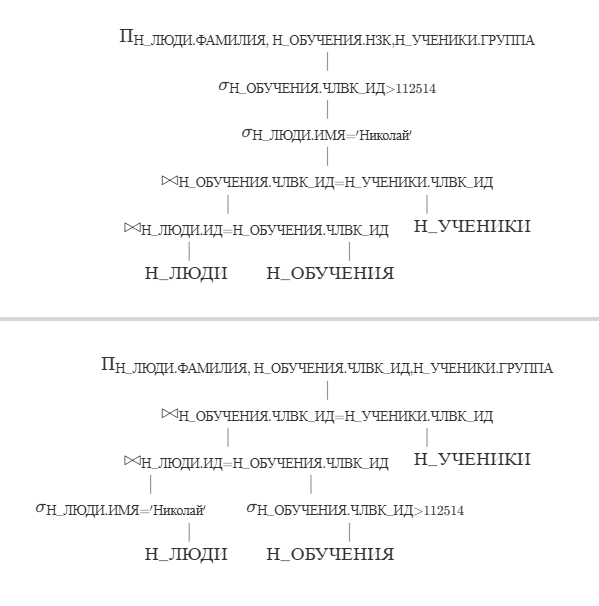 ΠН_ЛЮДИ.ФАМИЛИЯ, Н_ОБУЧЕНИЯ.НЗК,Н_УЧЕНИКИ.ГРУППА
σН_ОБУЧЕНИЯ.ЧЛВК_ИД>112514
σН_ЛЮДИ.ИМЯ='Николай'
⋈Н_ОБУЧЕНИЯ.ЧЛВК_ИД=Н_УЧЕНИКИ.ЧЛВК_ИД
⋈Н_ЛЮДИ.ИД=Н_ОБУЧЕНИЯ.ЧЛВК_ИД Н_УЧЕНИКИ
Н_ЛЮДИ Н_ОБУЧЕНИЯ
ΠН_ЛЮДИ.ФАМИЛИЯ, Н_ОБУЧЕНИЯ.ЧЛВК_ИД,Н_УЧЕНИКИ.ГРУППА
⋈Н_ОБУЧЕНИЯ.ЧЛВК_ИД=Н_УЧЕНИКИ.ЧЛВК_ИД
⋈Н_ЛЮДИ.ИД=Н_ОБУЧЕНИЯ.ЧЛВК_ИД Н_УЧЕНИКИ
σН_ЛЮДИ.ИМЯ='Николай' σН_ОБУЧЕНИЯ.ЧЛВК_ИД>112514
Н_ЛЮДИ Н_ОБУЧЕНИЯ